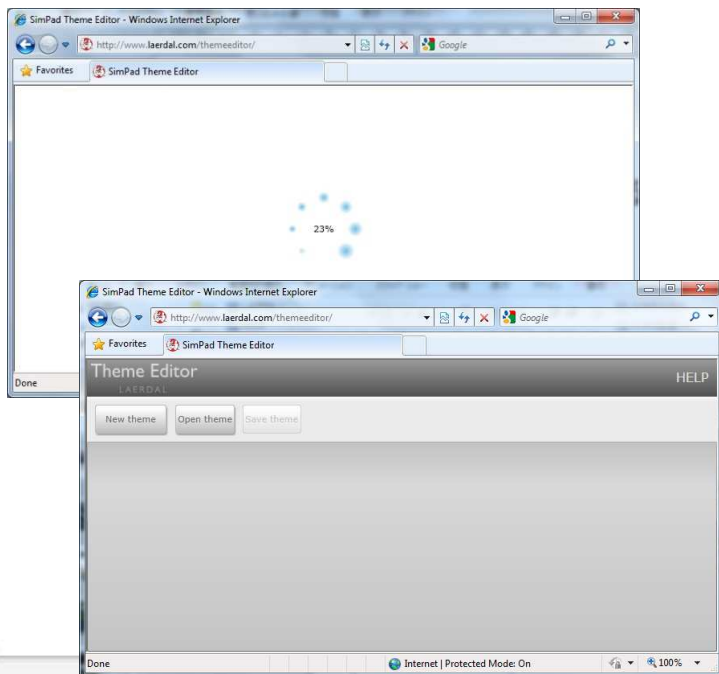 SimPad Theme Editor - Windows Internet Explorer
http://www.laerdal.com/themeeditor/
Google
Favorites
SimPad Theme Editor
23%
Done
SimPad Theme Editor - Windows Internet Explorer
http://www.laerdal.com/themeeditor/
Google
Favorites
SimPad Theme Editor
Theme Editor
LAERDAL
HELP
New theme
Open theme
Save theme
Done
Internet | Protected Mode: On
100%